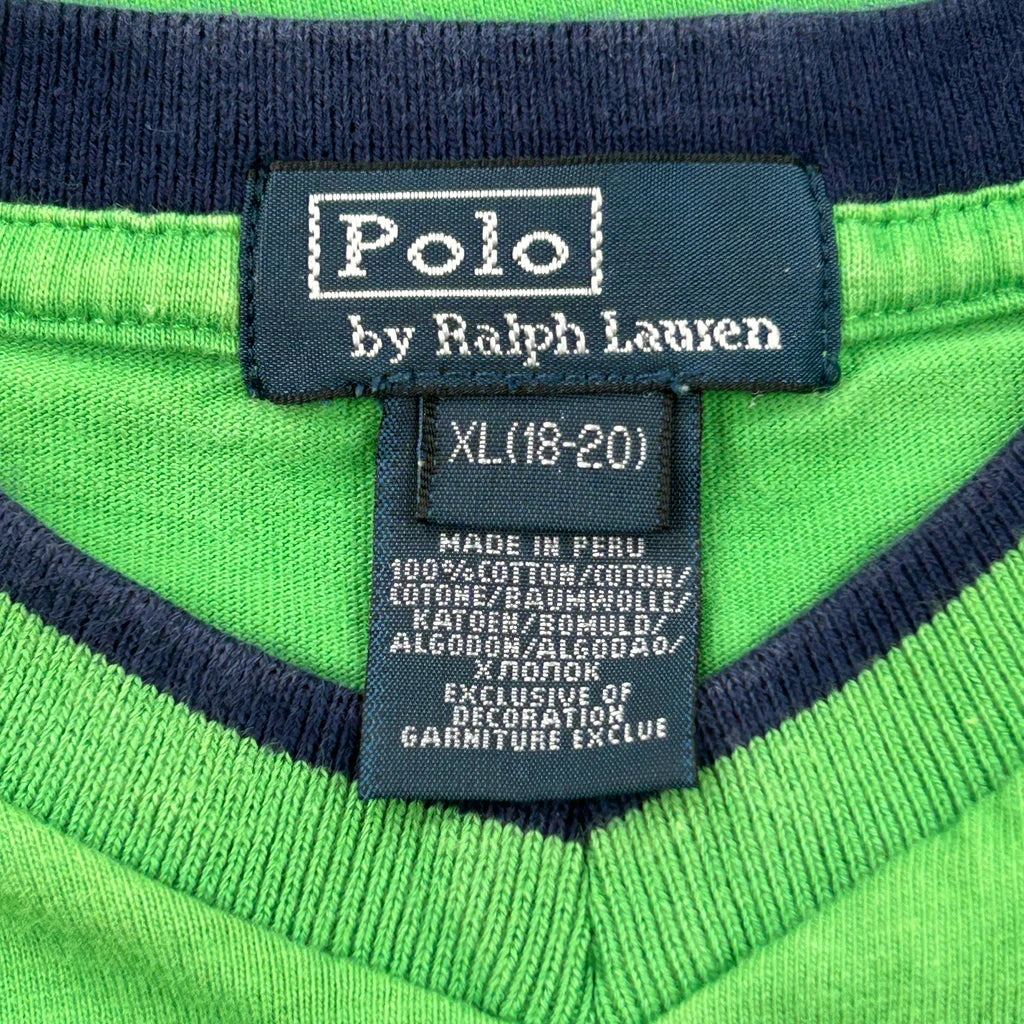 Polo
by Ralph Lauren
XL(18-20)
MADE IN PERU
100%COTTON/COTON/
COTONE/BAUMWOLLE/
KATOEN/BOMULD/
ALGODON/ALGODAO/
ХЛОПОК
EXCLUSIVE OF
DECORATION
GARNITURE EXCLUE